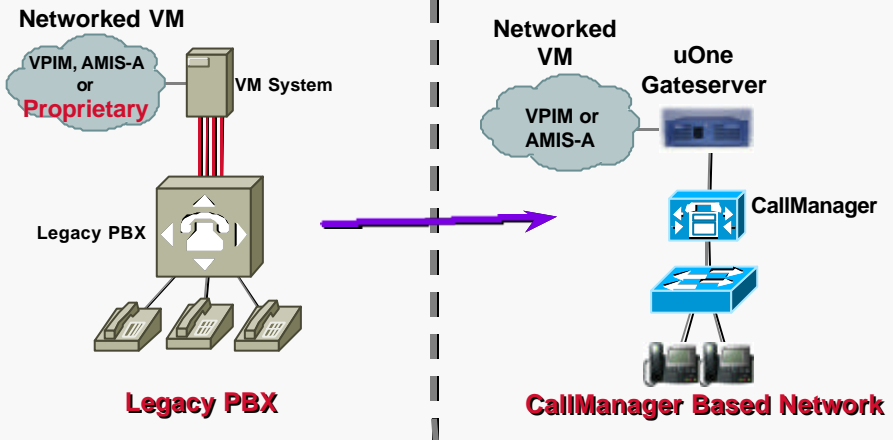 Networked VM
VPIM, AMIS-A
or
Proprietary
VM System
Legacy PBX
Legacy PBX
Networked
VM
VPIM or
AMIS-A
uOne
Gateserver
CallManager
CallManager Based Network